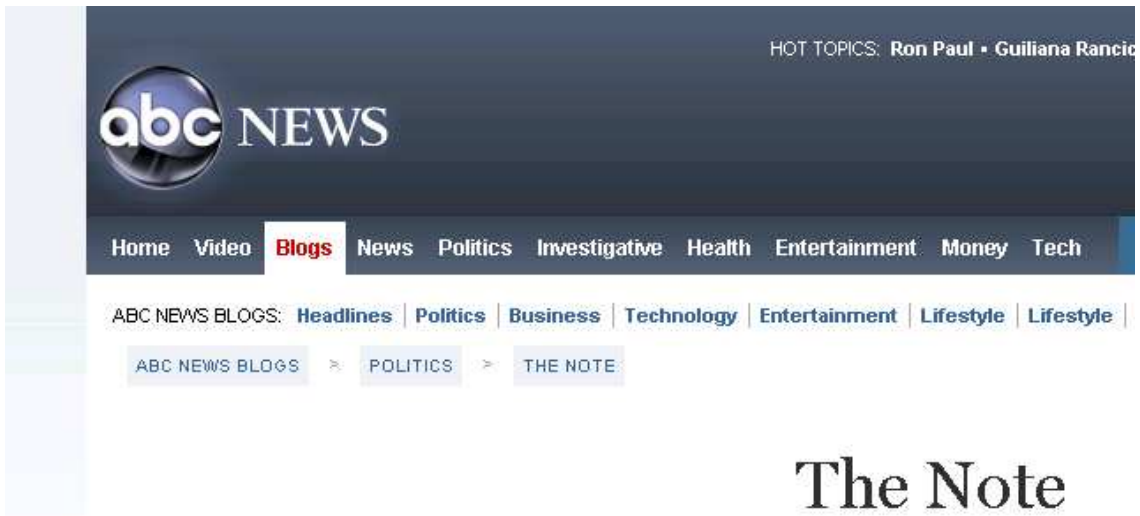 HOT TOPICS: Ron Paul • Guiliana Rancic
abc NEWS
Home Video Blogs News Politics Investigative Health Entertainment Money Tech
ABC NEWS BLOGS: Headlines | Politics | Business | Technology | Entertainment | Lifestyle | Lifestyle |
ABC NEWS BLOGS > POLITICS > THE NOTE
The Note